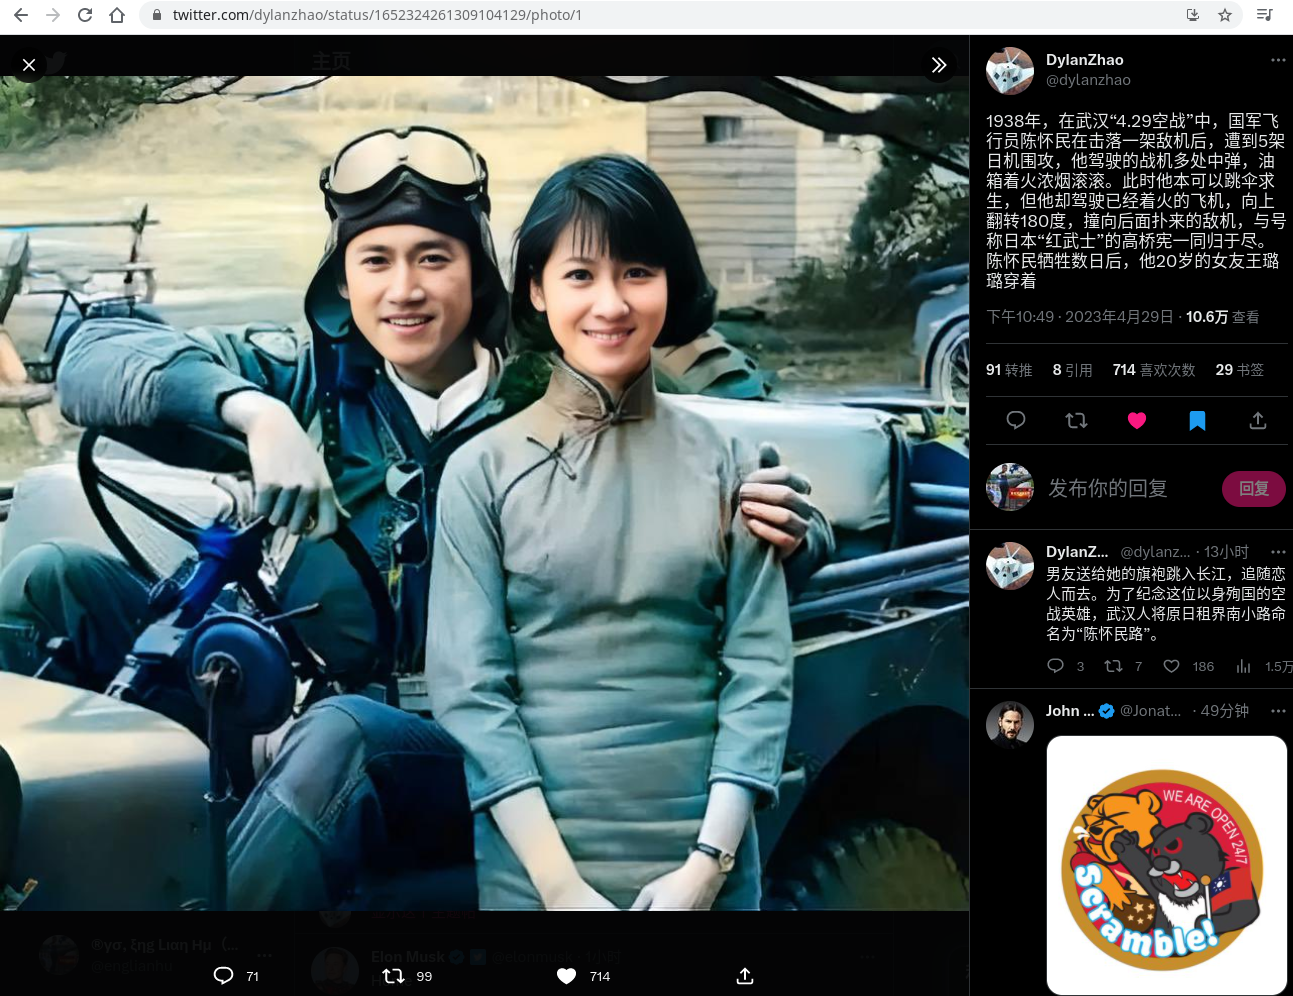 twitter.com/dylanzhao/status/1652324261309104129/photo/1
主页
DylanZhao
@dylanzhao
1938年，在武汉“4.29空战”中，国军飞
行员陈怀民在击落一架敌机后，遭到5架
日机围攻，他驾驶的战机多处中弹，油
箱着火浓烟滚滚。此时他本可以跳伞求
生，但他却驾驶已经着火的飞机，向上
翻转180度，撞向后面扑来的敌机，与号
称日本“红武士”的高桥宪一同归于尽。
陈怀民牺牲数日后，他20岁的女友王璐
璐穿着
下午10:49 · 2023年4月29日 · 10.6万 查看
91 转推 8 引用 714 喜欢次数 29 书签
发布你的回复 回复
DylanZ... @dylanz... · 13小时
男友送给她的旗袍跳入长江，追随恋
人而去。为了纪念这位以身殉国的空
战英雄，武汉人将原日租界南小路命
名为“陈怀民路”。
3 7 186 1.5万
John ... @Jonat... · 49分钟
WE ARE OPEN 24/7
Scramble!
Elon Musk @elonmusk
71 99 714